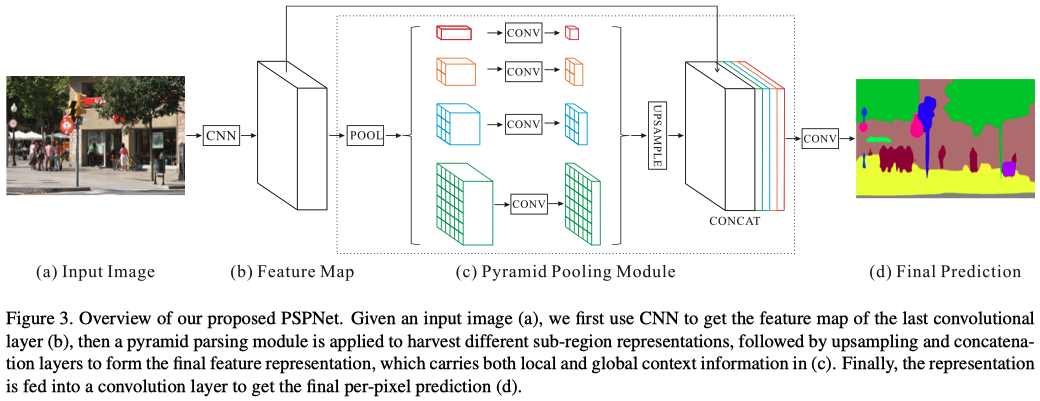 CNN
POOL
CONV
CONV
CONV
CONV
UPSAMPLE
CONCAT
CONV
(a) Input Image
(b) Feature Map
(c) Pyramid Pooling Module
(d) Final Prediction
Figure 3. Overview of our proposed PSPNet. Given an input image (a), we first use CNN to get the feature map of the last convolutional
layer (b), then a pyramid parsing module is applied to harvest different sub-region representations, followed by upsampling and concatena-
tion layers to form the final feature representation, which carries both local and global context information in (c). Finally, the representation
is fed into a convolution layer to get the final per-pixel prediction (d).